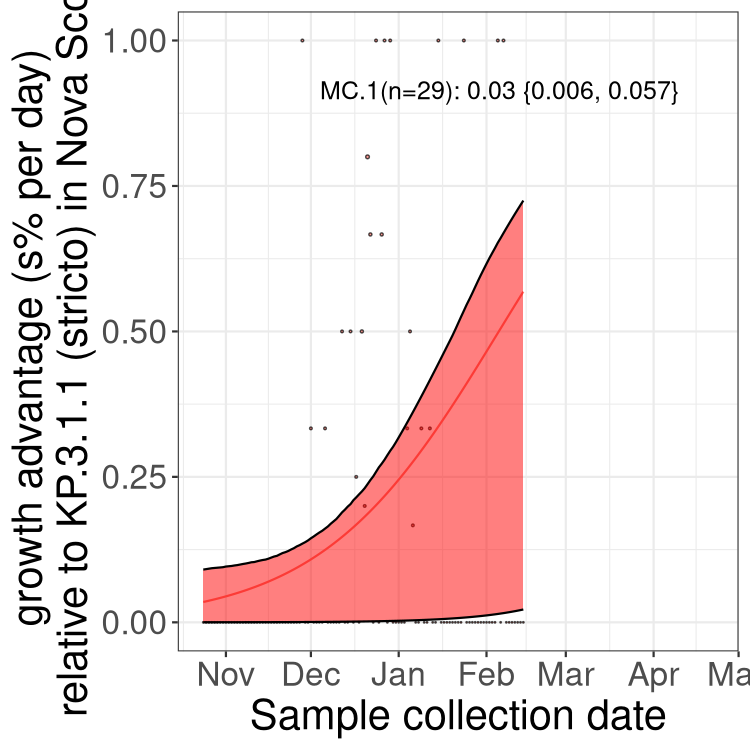 growth advantage (s% per day)
relative to KP.3.1.1 (stricto) in Nova Sco
1.00
0.75
0.50
0.25
0.00
MC.1(n=29): 0.03 {0.006, 0.057}
Nov Dec Jan Feb Mar Apr Ma
Sample collection date